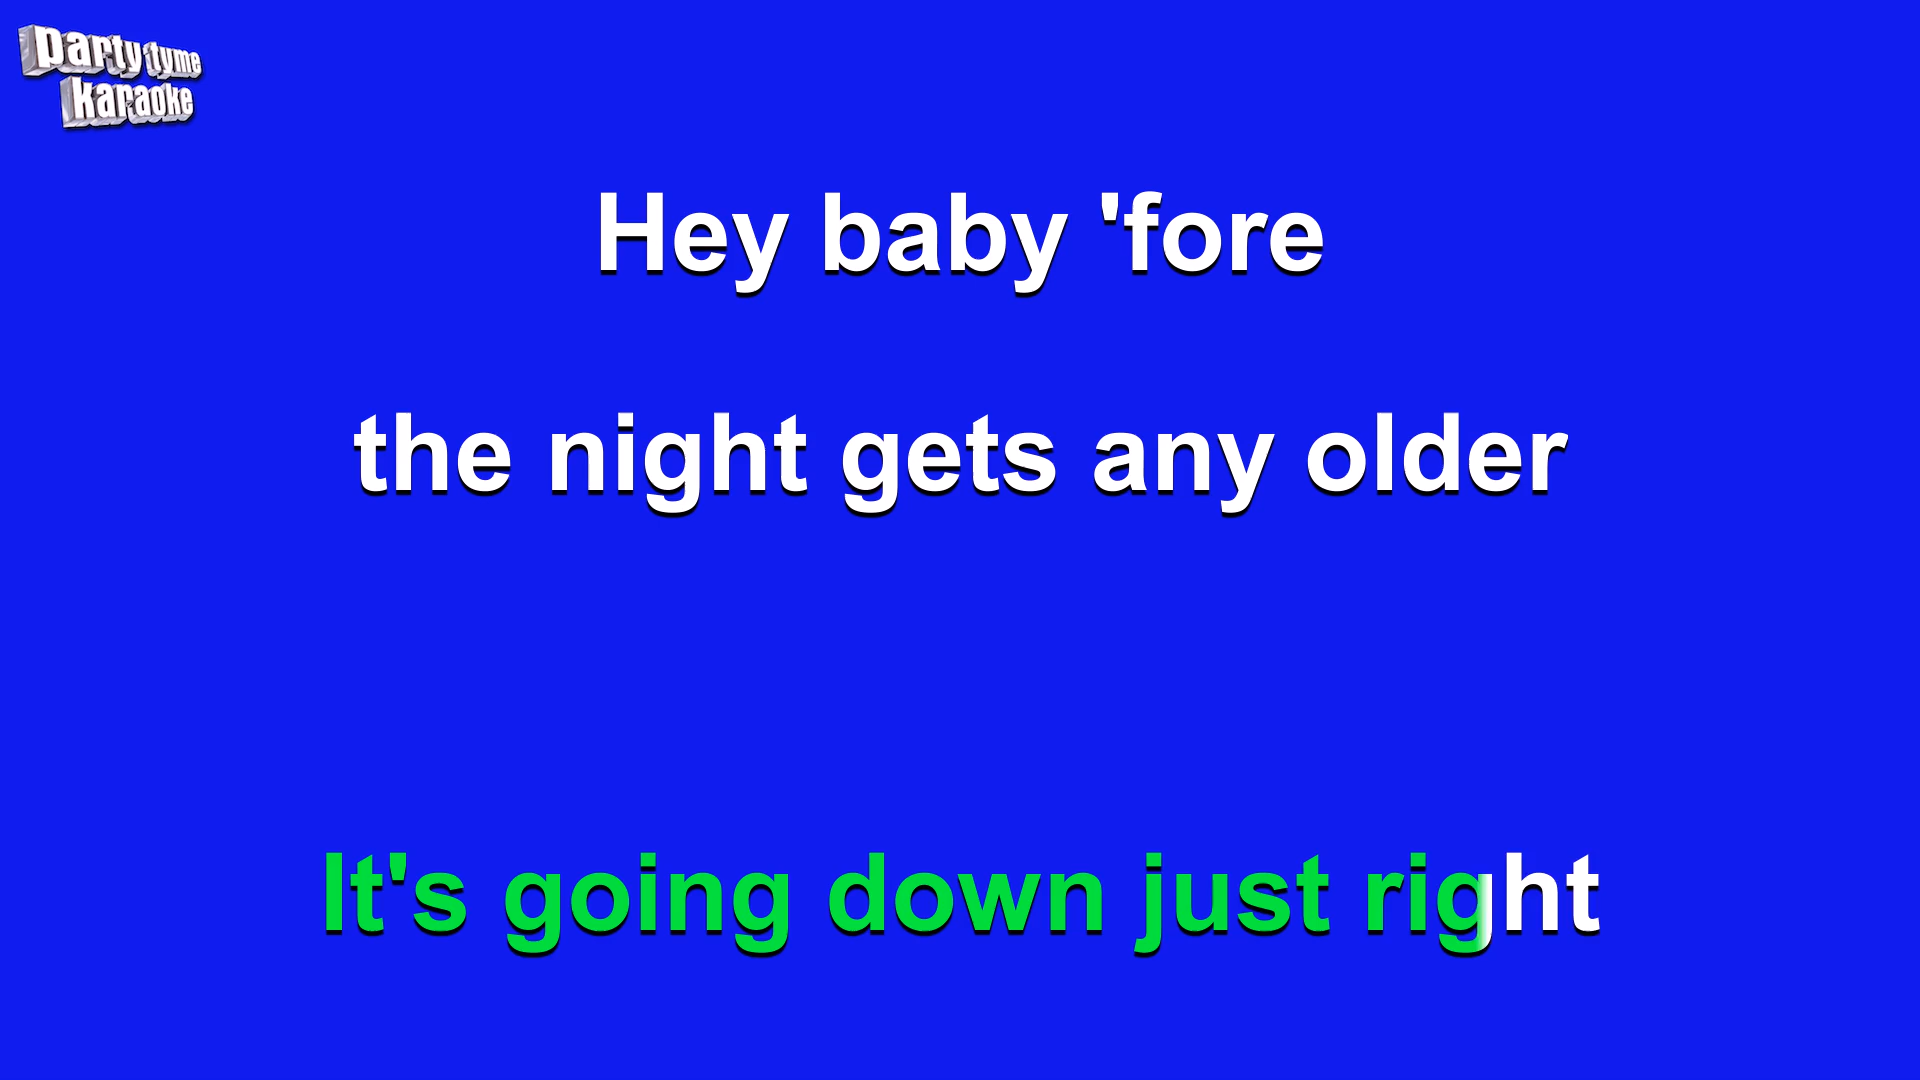 party tyme
karaoke
Hey baby 'fore
the night gets any older
It's going down just right